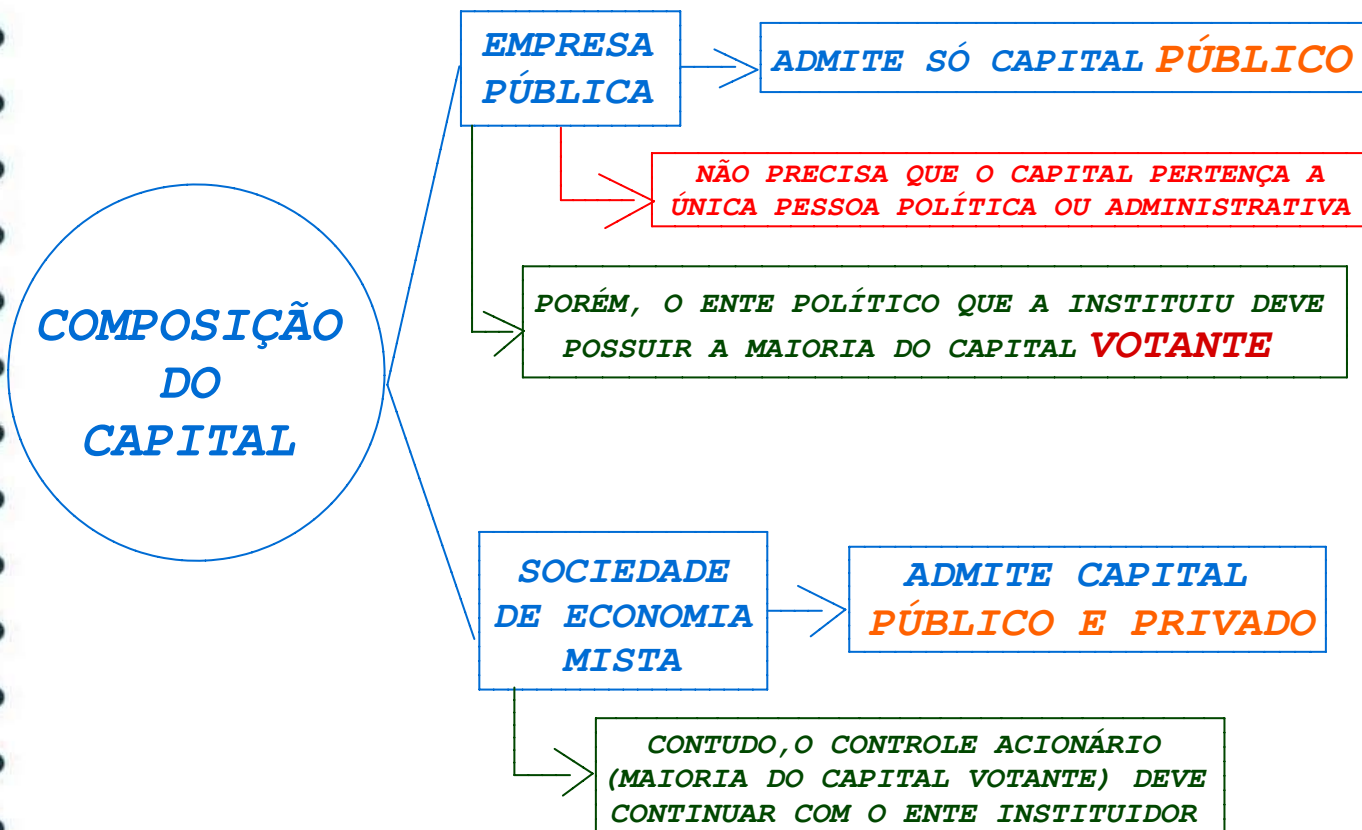 COMPOSIÇÃO
DO
CAPITAL
EMPRESA
PÚBLICA
ADMITE SÓ CAPITAL PÚBLICO
NÃO PRECISA QUE O CAPITAL PERTENÇA A
ÚNICA PESSOA POLÍTICA OU ADMINISTRATIVA
PORÉM, O ENTE POLÍTICO QUE A INSTITUIU DEVE
POSSUIR A MAIORIA DO CAPITAL VOTANTE
SOCIEDADE
DE ECONOMIA
MISTA
ADMITE CAPITAL
PÚBLICO E PRIVADO
CONTUDO,O CONTROLE ACIONÁRIO
(MAIORIA DO CAPITAL VOTANTE) DEVE
CONTINUAR COM O ENTE INSTITUIDOR